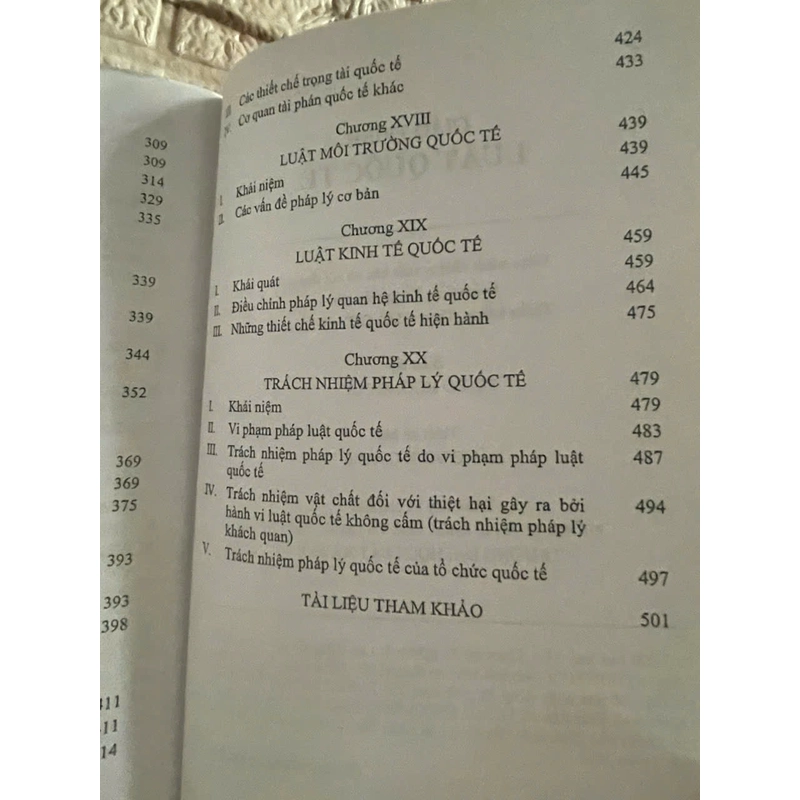 309
309
314
329
335
339
339
344
352
369
369
375
393
393
398
411
411
14
III. Các thiết chế trọng tài quốc tế 424
IV. Cơ quan tài phán quốc tế khác 433
Chương XVIII
LUẬT MÔI TRƯỜNG QUỐC TẾ 439
I. Khái niệm 439
II. Các vấn đề pháp lý cơ bản 445
Chương XIX
LUẬT KINH TẾ QUỐC TẾ 459
I. Khái quát 459
II. Điều chỉnh pháp lý quan hệ kinh tế quốc tế 464
III. Những thiết chế kinh tế quốc tế hiện hành 475
Chương XX
TRÁCH NHIỆM PHÁP LÝ QUỐC TẾ 479
I. Khái niệm 479
II. Vi phạm pháp luật quốc tế 483
III. Trách nhiệm pháp lý quốc tế do vi phạm pháp luật 487
quốc tế
IV. Trách nhiệm vật chất đối với thiệt hại gây ra bởi 494
hành vi luật quốc tế không cấm (trách nhiệm pháp lý
khách quan)
V. Trách nhiệm pháp lý quốc tế của tổ chức quốc tế 497
TÀI LIỆU THAM KHẢO 501